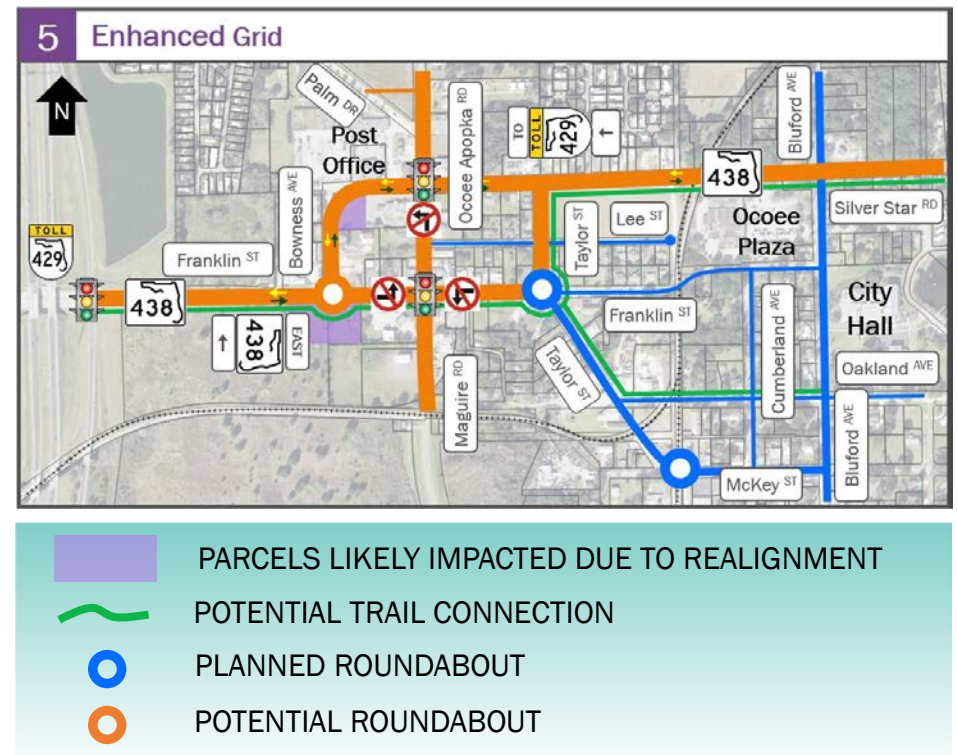 5 Enhanced Grid
N
Palm DR
Post
Office
Ocoee Apopka RD
TO
TOLL
429
↑
Bluford AVE
438
Silver Star RD
Bowness AVE
Taylor ST
Lee ST
Ocoee
Plaza
TOLL
429
Franklin ST
438
EAST
438
↑
Maguire RD
Franklin ST
Taylor ST
Cumberland AVE
City
Hall
Oakland AVE
Bluford AVE
McKey ST
PARCELS LIKELY IMPACTED DUE TO REALIGNMENT
POTENTIAL TRAIL CONNECTION
PLANNED ROUNDABOUT
POTENTIAL ROUNDABOUT